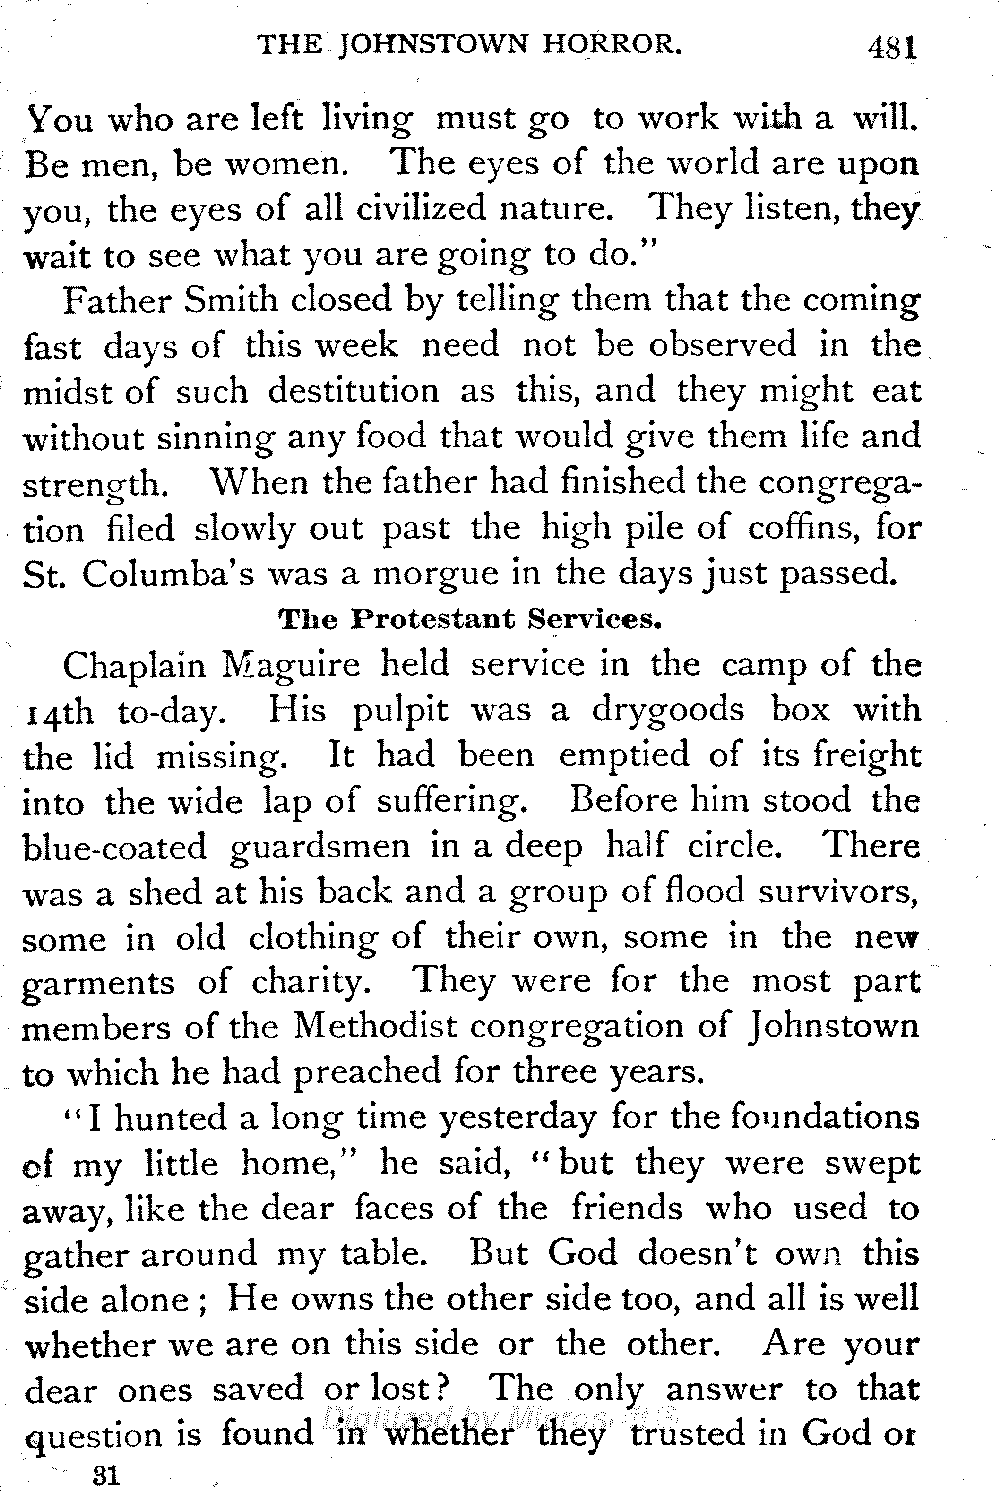 THE JOHNSTOWN HORROR. 481
You who are left living must go to work with a will.
Be men, be women. The eyes of the world are upon
you, the eyes of all civilized nature. They listen, they
wait to see what you are going to do."
Father Smith closed by telling them that the coming
fast days of this week need not be observed in the
midst of such destitution as this, and they might eat
without sinning any food that would give them life and
strength. When the father had finished the congrega-
tion filed slowly out past the high pile of coffins, for
St. Columba's was a morgue in the days just passed.
The Protestant Services.
Chaplain Maguire held service in the camp of the
14th to-day. His pulpit was a drygoods box with
the lid missing. It had been emptied of its freight
into the wide lap of suffering. Before him stood the
blue-coated guardsmen in a deep half circle. There
was a shed at his back and a group of flood survivors,
some in old clothing of their own, some in the new
garments of charity. They were for the most part
members of the Methodist congregation of Johnstown
to which he had preached for three years.
"I hunted a long time yesterday for the foundations
of my little home," he said, "but they were swept
away, like the dear faces of the friends who used to
gather around my table. But God doesn't own this
side alone; He owns the other side too, and all is well
whether we are on this side or the other. Are your
dear ones saved or lost? The only answer to that
question is found in whether they trusted in God or
Digitized by
31